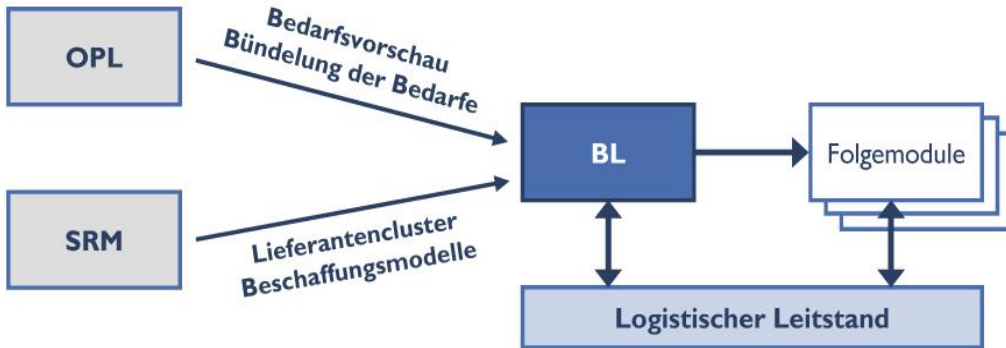 OPL
Bedarfsvorschau
Bündelung der Bedarfe
BL
Folgemodule
SRM
Lieferantencluster
Beschaffungsmodelle
Logistischer Leitstand